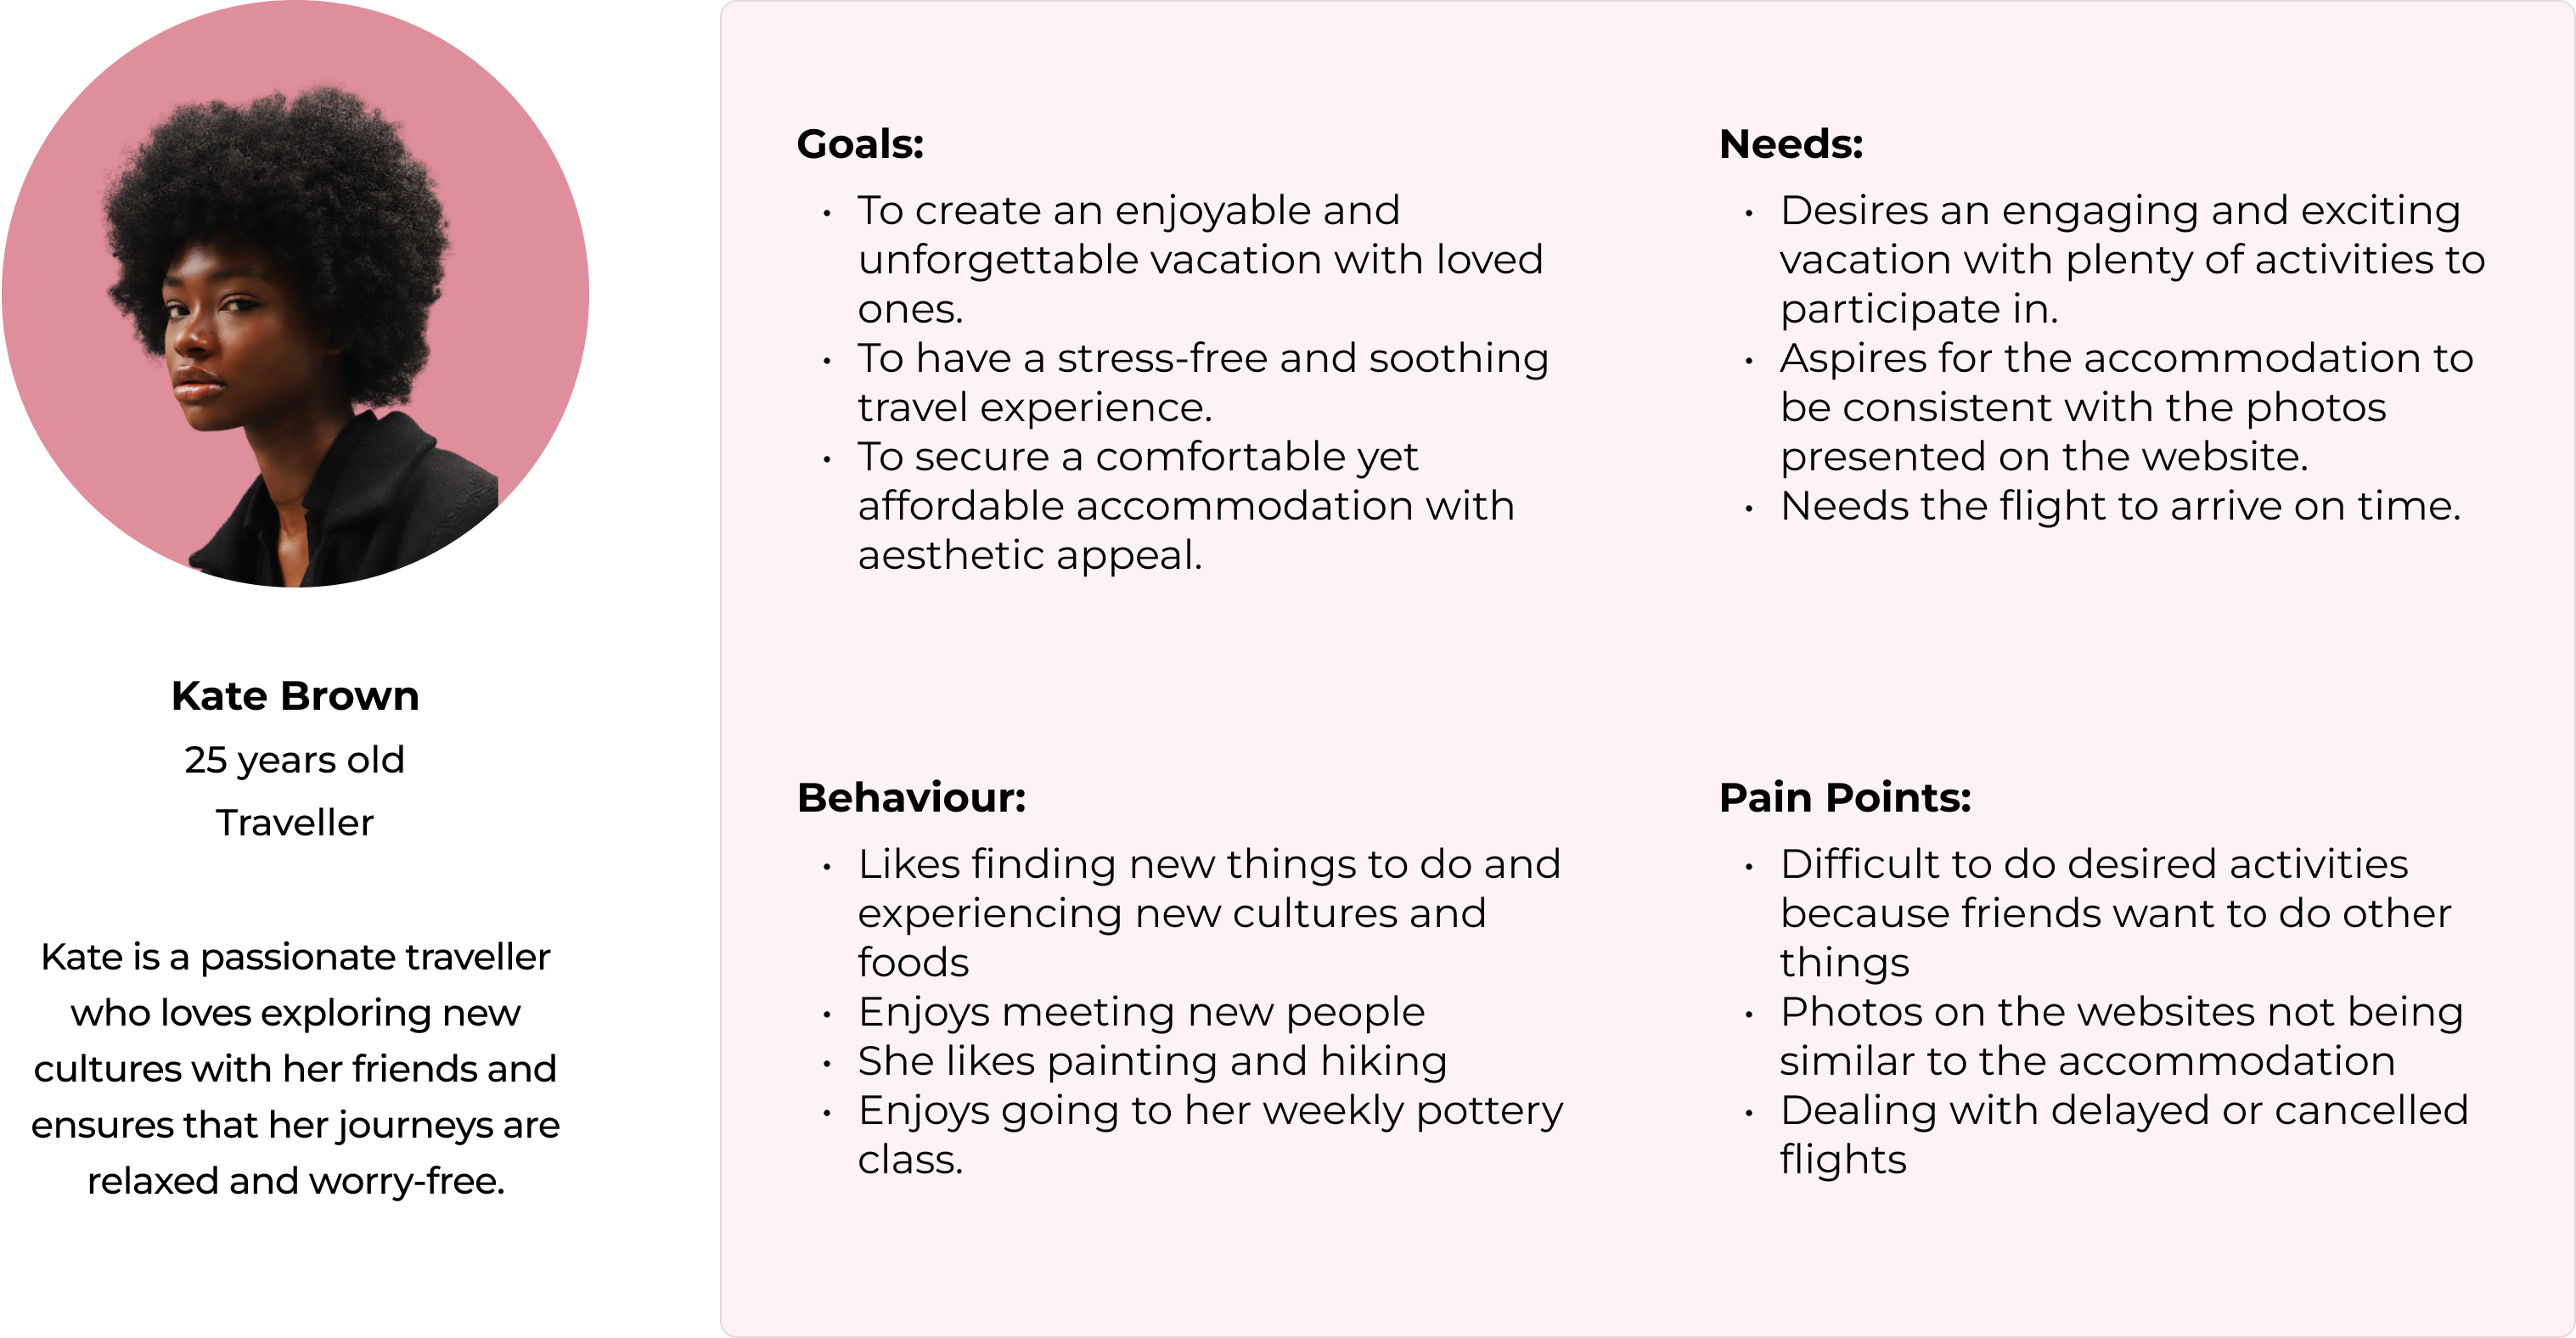 Kate Brown
25 years old
Traveller
Kate is a passionate traveller
who loves exploring new
cultures with her friends and
ensures that her journeys are
relaxed and worry-free.
Goals:
• To create an enjoyable and
unforgettable vacation with loved
ones.
• To have a stress-free and soothing
travel experience.
• To secure a comfortable yet
affordable accommodation with
aesthetic appeal.
Needs:
• Desires an engaging and exciting
vacation with plenty of activities to
participate in.
• Aspires for the accommodation to
be consistent with the photos
presented on the website.
• Needs the flight to arrive on time.
Behaviour:
• Likes finding new things to do and
experiencing new cultures and
foods
• Enjoys meeting new people
• She likes painting and hiking
• Enjoys going to her weekly pottery
class.
Pain Points:
• Difficult to do desired activities
because friends want to do other
things
• Photos on the websites not being
similar to the accommodation
• Dealing with delayed or cancelled
flights